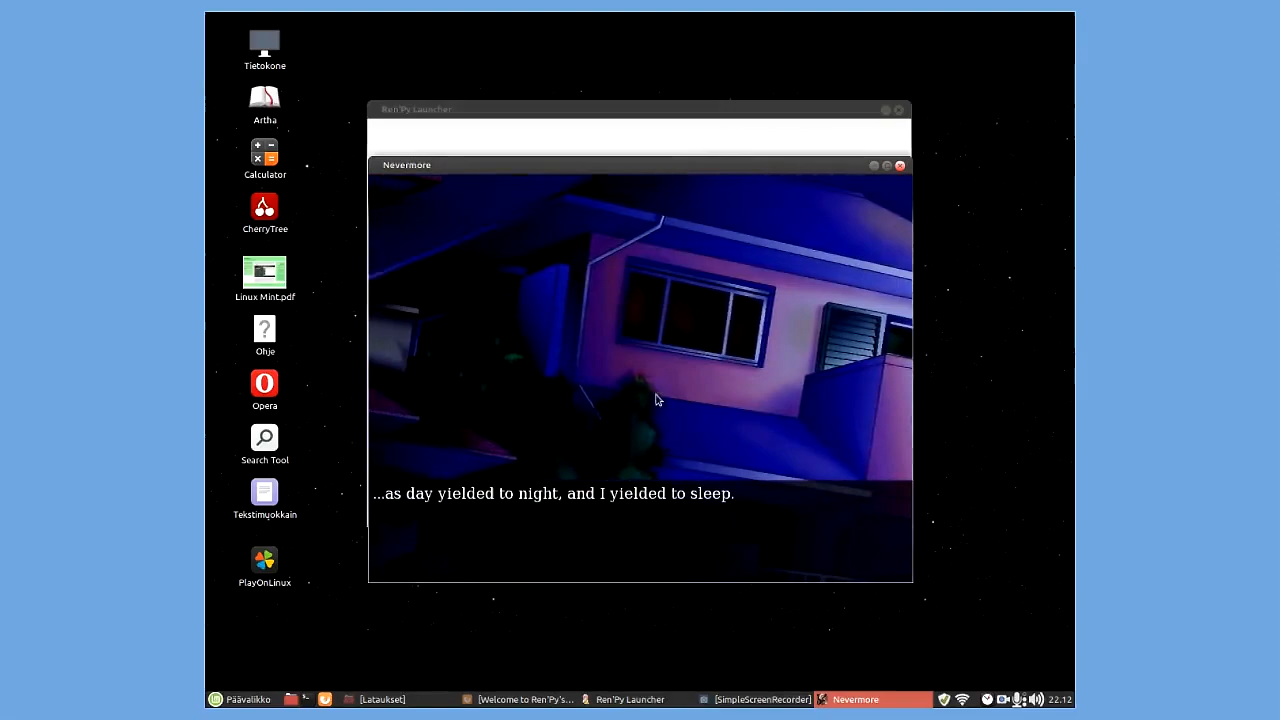 Tietokone
Artha
Calculator
CherryTree
Linux Mint.pdf
Ohje
Opera
Search Tool
Tekstimuokkain
PlayOnLinux
Ren'Py Launcher
Nevermore
...as day yielded to night, and I yielded to sleep.
Päävalikko
[Lataukset]
[Welcome to Ren'Py's...
Ren'Py Launcher
[SimpleScreenRecorder]
Nevermore
22.12